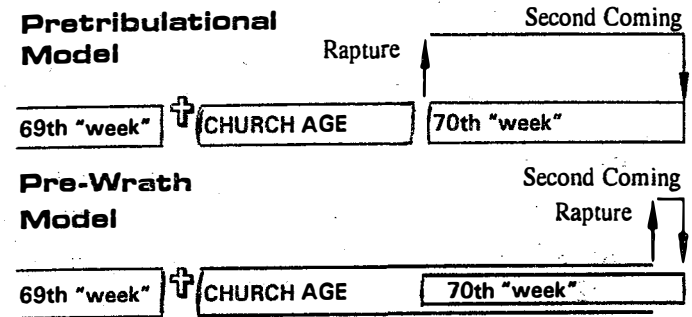 Pretribulational
Model
Second Coming
Rapture
69th "week"
CHURCH AGE
70th "week"
Pre-Wrath
Model
Second Coming
Rapture
69th "week"
CHURCH AGE
70th "week"